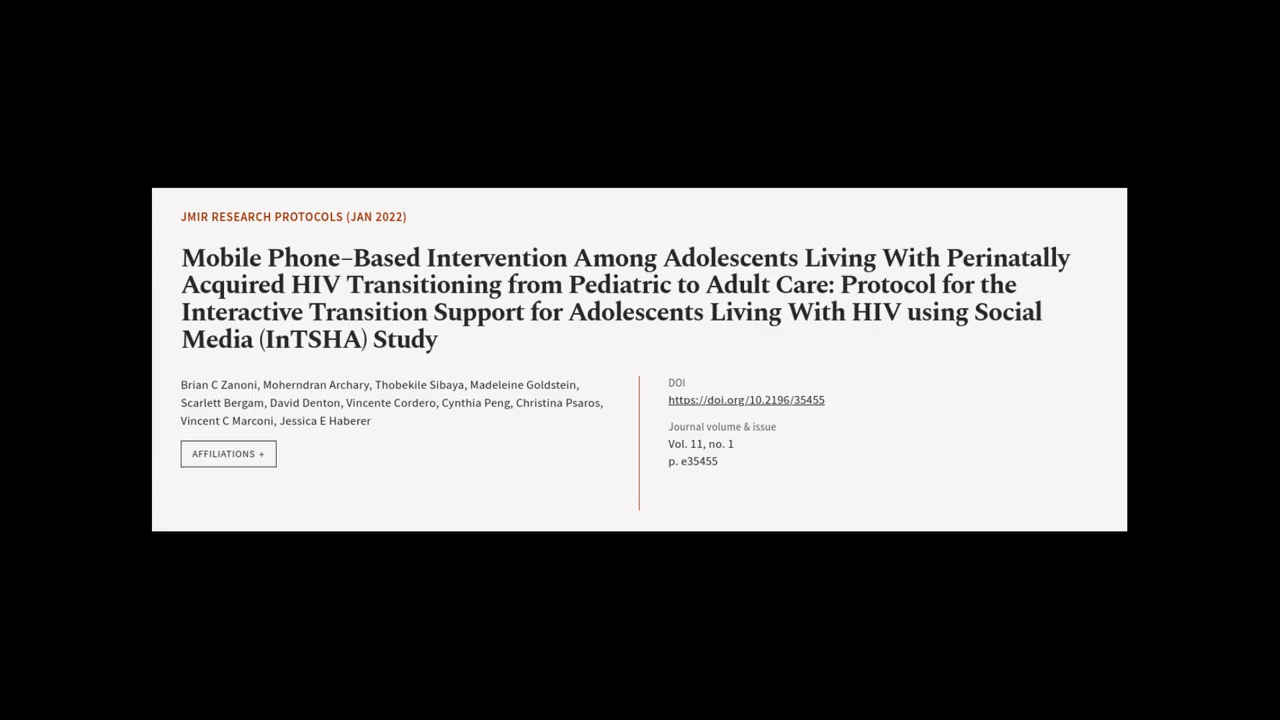 JMIR RESEARCH PROTOCOLS (JAN 2022)
Mobile Phone–Based Intervention Among Adolescents Living With Perinatally
Acquired HIV Transitioning from Pediatric to Adult Care: Protocol for the
Interactive Transition Support for Adolescents Living With HIV using Social
Media (InTSHA) Study
Brian C Zanoni, Moherndran Archary, Thobekile Sibaya, Madeleine Goldstein,
Scarlett Bergam, David Denton, Vincente Cordero, Cynthia Peng, Christina Psaros,
Vincent C Marconi, Jessica E Haberer
AFFILIATIONS +
DOI
https://doi.org/10.2196/35455
Journal volume & issue
Vol. 11, no. 1
p. e35455